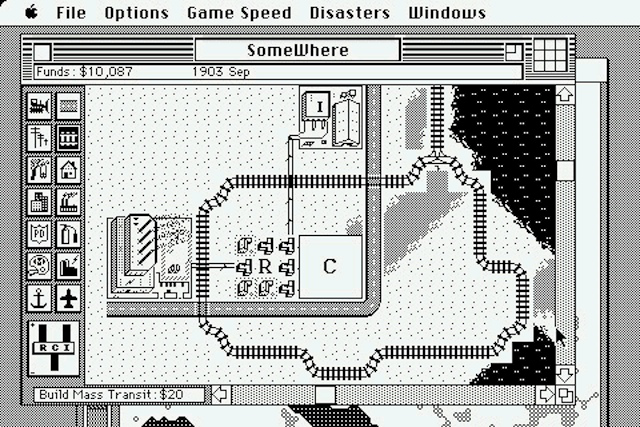 File Options Game Speed Disasters Windows
SomeWhere
Funds: $10,087 1903 Sep
I
R C
RCI
Build Mass Transit: $20